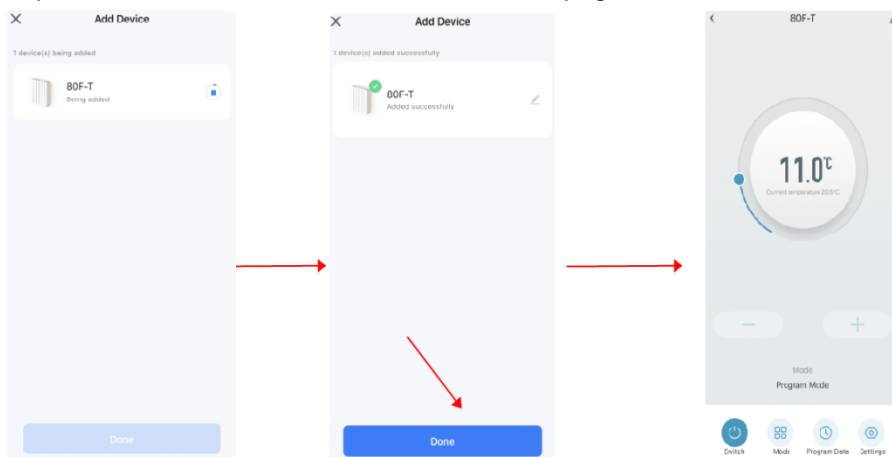 Add Device
1 device(s) being added
80F-T
Being added
Done
Add Device
1 device(s) added successfully
80F-T
Added successfully
Done
80F-T
11.0℃
Current temperature 20.5°C
Mode
Program Mode
Switch Mode Program Data Settings